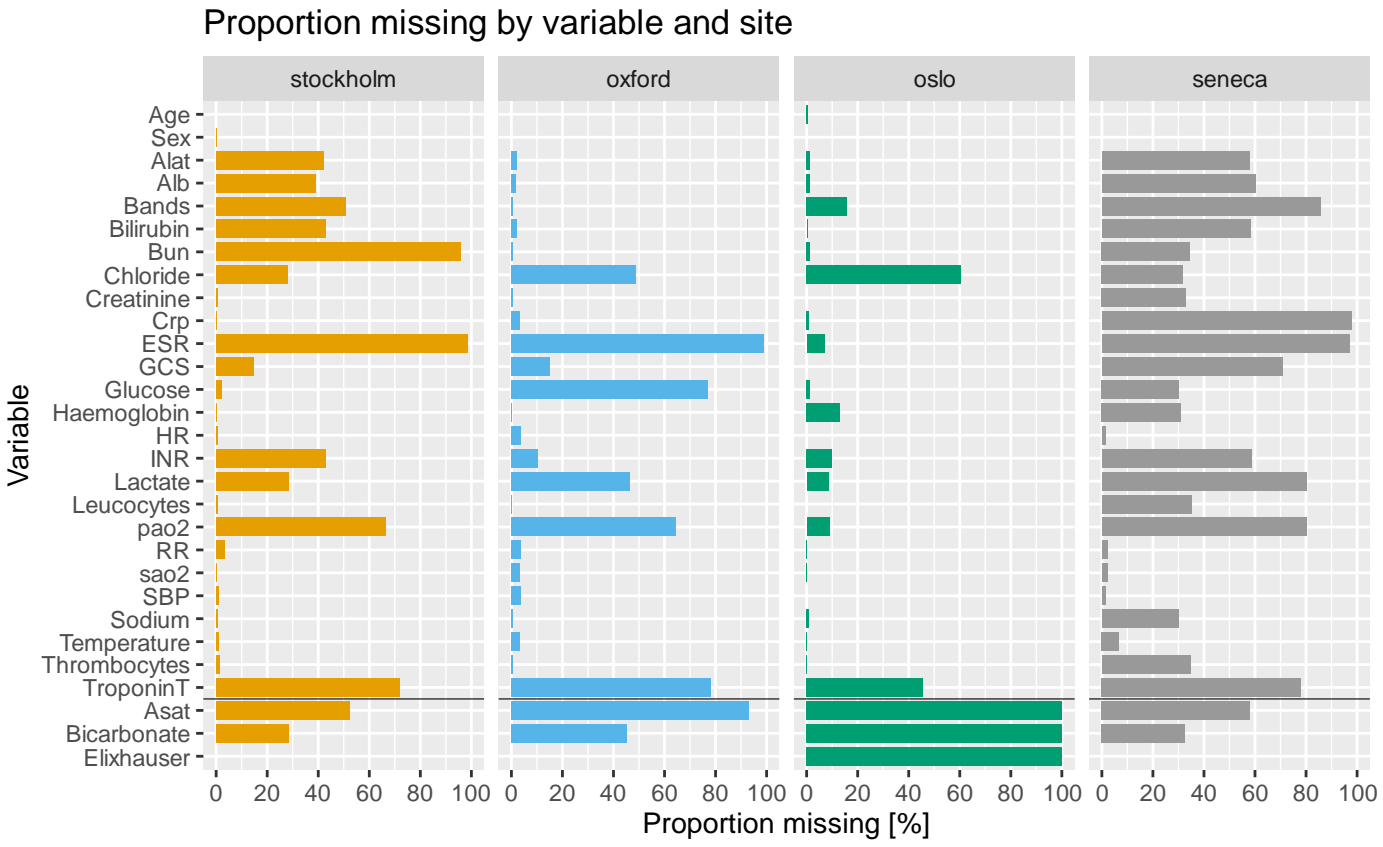 Proportion missing by variable and site
stockholm
oxford
oslo
seneca
Variable
Age
Sex
Alat
Alb
Bands
Bilirubin
Bun
Chloride
Creatinine
Crp
ESR
GCS
Glucose
Haemoglobin
HR
INR
Lactate
Leucocytes
pao2
RR
sao2
SBP
Sodium
Temperature
Thrombocytes
TroponinT
Asat
Bicarbonate
Elixhauser
0 20 40 60 80 100
0 20 40 60 80 100
0 20 40 60 80 100
0 20 40 60 80 100
Proportion missing [%]